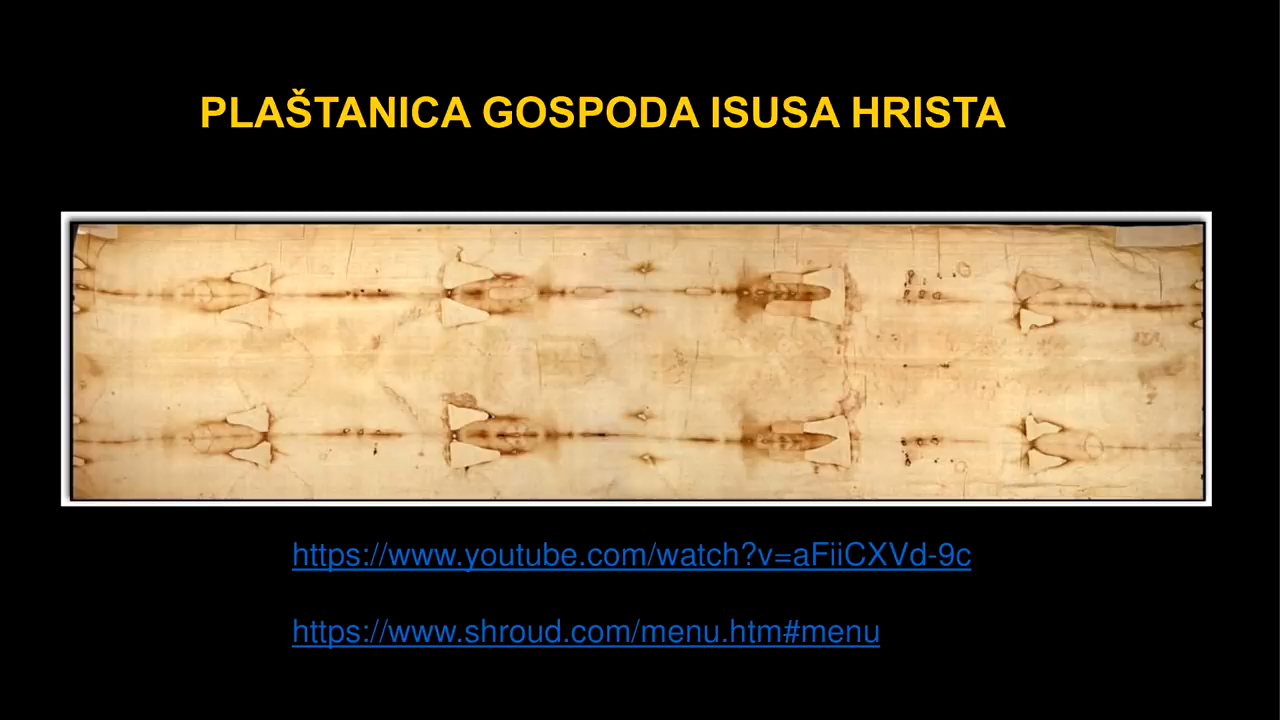 PLAŠTANICA GOSPODA ISUSA HRISTA
https://www.youtube.com/watch?v=aFiiCXVd-9c
https://www.shroud.com/menu.htm#menu